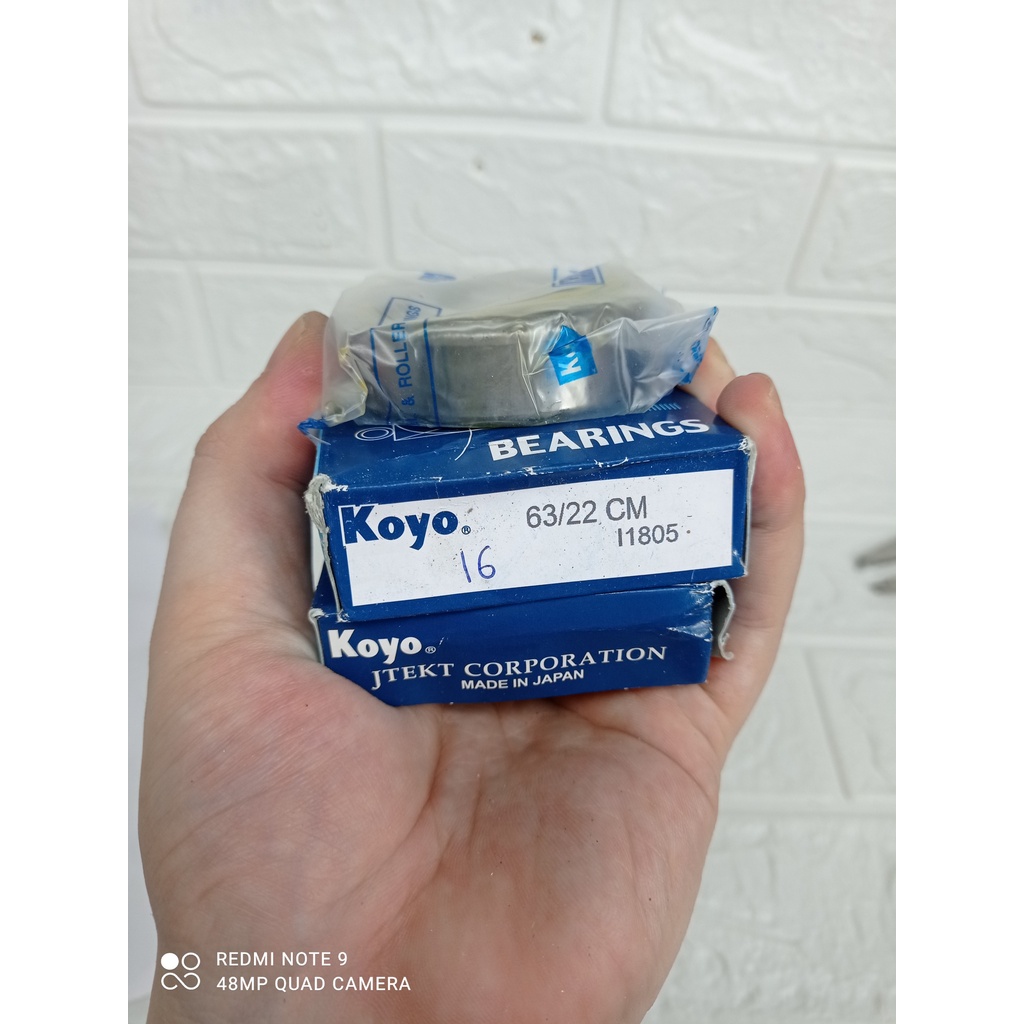 & ROLLER
BEARINGS
Koyo®
63/22 CM
I1805
16
Koyo®
JTEKT CORPORATION
MADE IN JAPAN
REDMI NOTE 9
48MP QUAD CAMERA